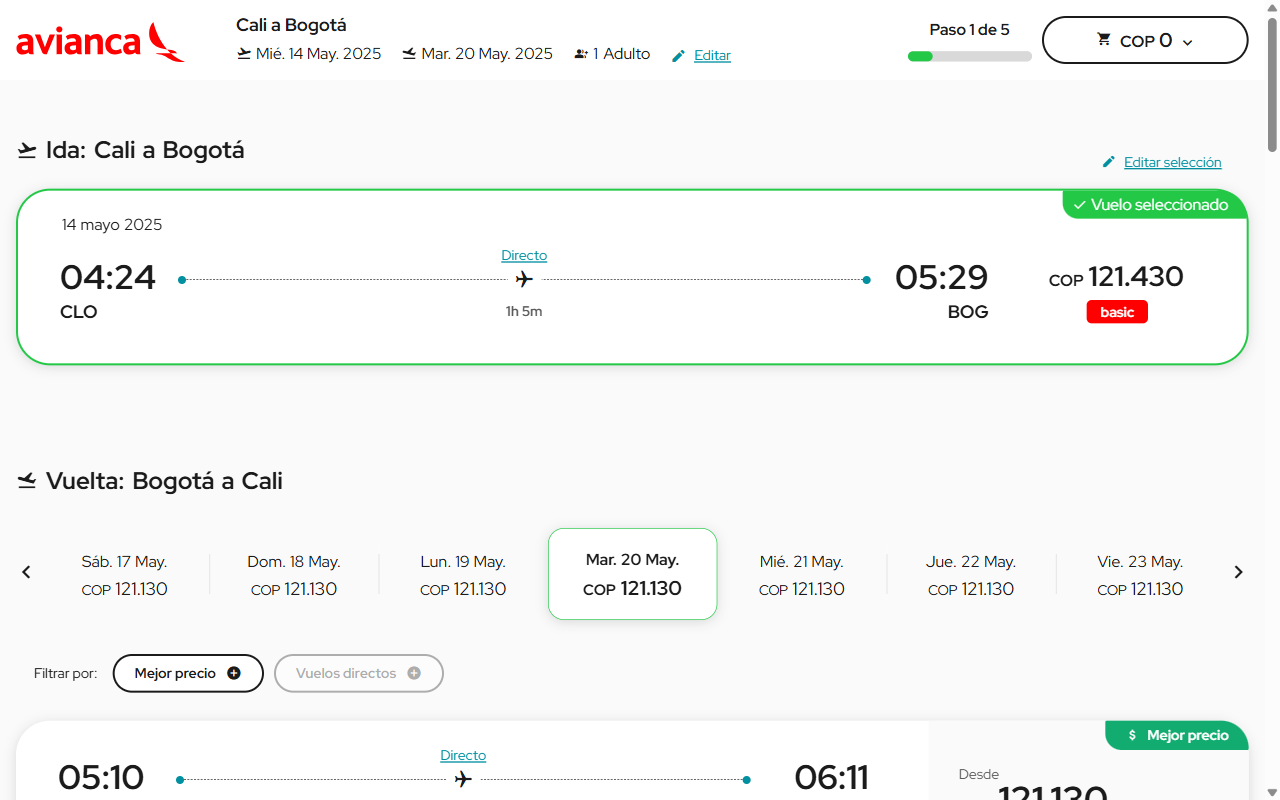 avianca
Cali a Bogotá
Mié. 14 May. 2025 Mar. 20 May. 2025 1 Adulto Editar
Paso 1 de 5
COP 0
Ida: Cali a Bogotá
Editar selección
Vuelo seleccionado
14 mayo 2025
04:24 Directo 05:29 COP 121.430
CLO 1h 5m BOG basic
Vuelta: Bogotá a Cali
Sáb. 17 May. Dom. 18 May. Lun. 19 May. Mar. 20 May. Mié. 21 May. Jue. 22 May. Vie. 23 May.
COP 121.130 COP 121.130 COP 121.130 COP 121.130 COP 121.130 COP 121.130 COP 121.130
Filtrar por: Mejor precio Vuelos directos
$ Mejor precio
Directo
05:10 06:11 Desde
121.130